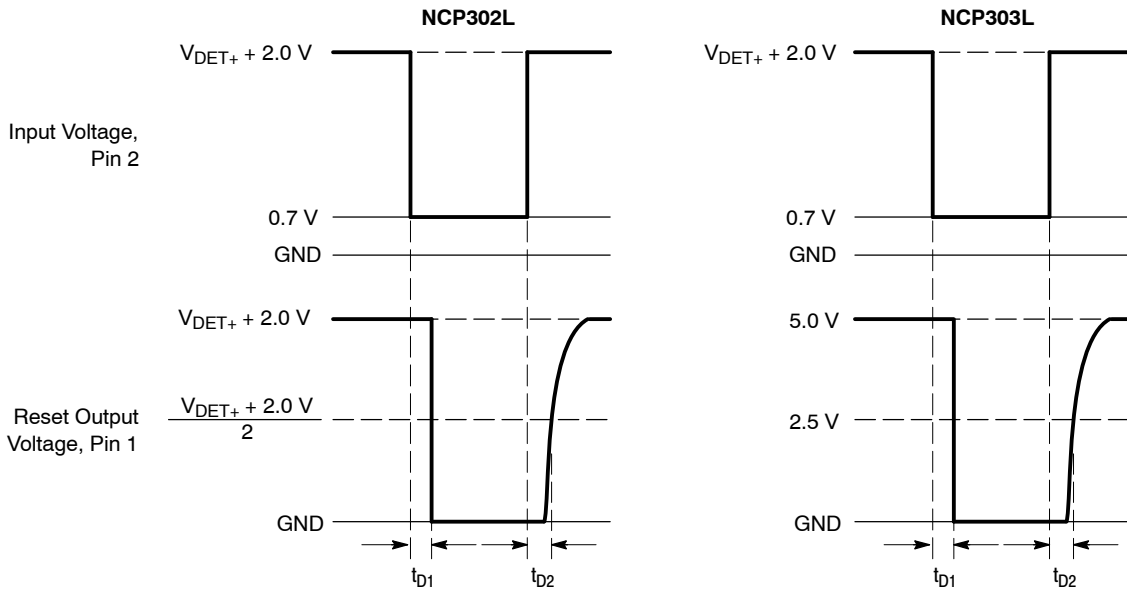 NCP302L
NCP303L
V_DET+ + 2.0 V
V_DET+ + 2.0 V
Input Voltage,
Pin 2
0.7 V
0.7 V
GND
GND
V_DET+ + 2.0 V
5.0 V
Reset Output
Voltage, Pin 1
V_DET+ + 2.0 V
2
2.5 V
GND
GND
t_D1
t_D2
t_D1
t_D2